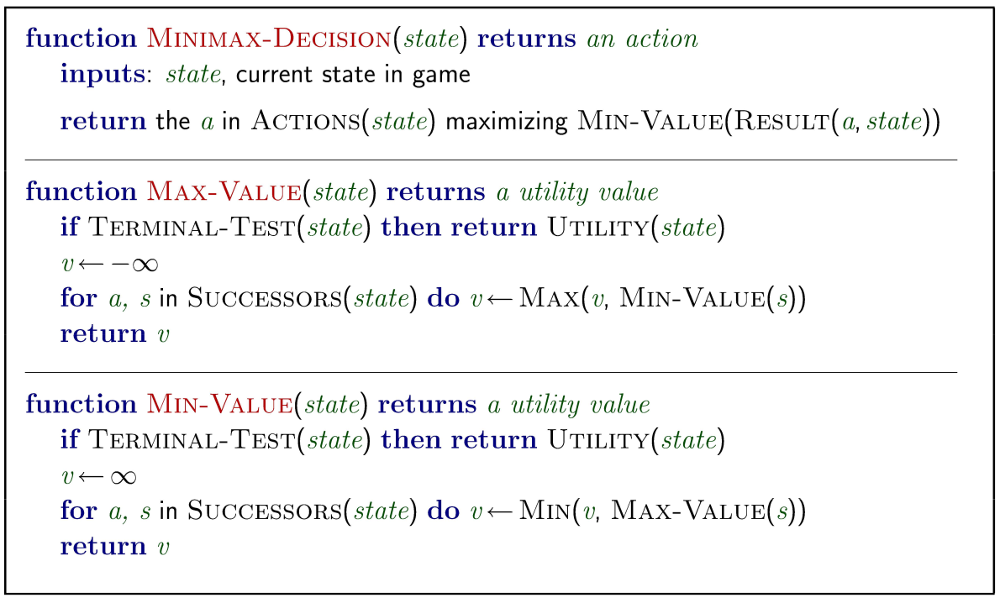 function MINIMAX-DECISION(state) returns an action
inputs: state, current state in game
return the a in ACTIONS(state) maximizing MIN-VALUE(RESULT(a, state))
function MAX-VALUE(state) returns a utility value
if TERMINAL-TEST(state) then return UTILITY(state)
v ← −∞
for a, s in SUCCESSORS(state) do v ← MAX(v, MIN-VALUE(s))
return v
function MIN-VALUE(state) returns a utility value
if TERMINAL-TEST(state) then return UTILITY(state)
v ← ∞
for a, s in SUCCESSORS(state) do v ← MIN(v, MAX-VALUE(s))
return v